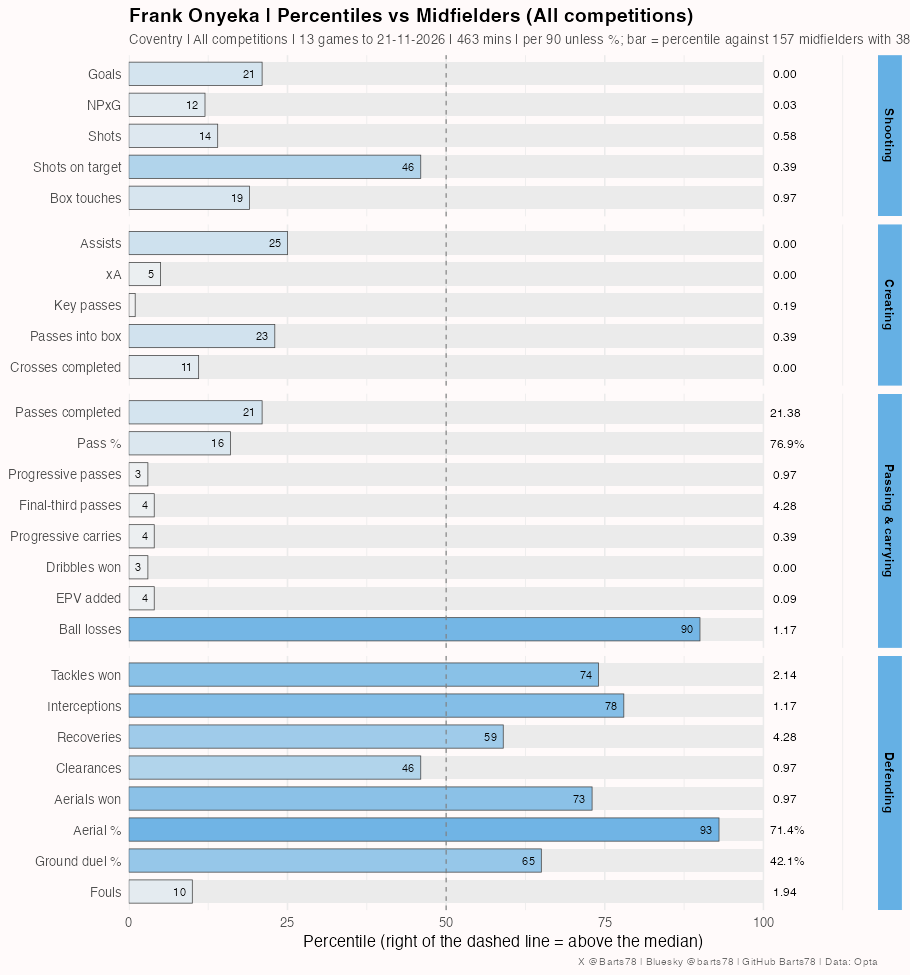 Frank Onyeka | Percentiles vs Midfielders (All competitions)
Coventry | All competitions | 13 games to 21-11-2026 | 463 mins | per 90 unless %; bar = percentile against 157 midfielders with 38
Goals 21 0.00
NPxG 12 0.03
Shots 14 0.58
Shots on target 46 0.39
Box touches 19 0.97
Shooting
Assists 25 0.00
xA 5 0.00
Key passes 0.19
Passes into box 23 0.39
Crosses completed 11 0.00
Creating
Passes completed 21 21.38
Pass % 16 76.9%
Progressive passes 3 0.97
Final-third passes 4 4.28
Progressive carries 4 0.39
Dribbles won 3 0.00
EPV added 4 0.09
Ball losses 90 1.17
Passing & carrying
Tackles won 74 2.14
Interceptions 78 1.17
Recoveries 59 4.28
Clearances 46 0.97
Aerials won 73 0.97
Aerial % 93 71.4%
Ground duel % 65 42.1%
Fouls 10 1.94
Defending
0 25 50 75 100
Percentile (right of the dashed line = above the median)
X @Barts78 | Bluesky @barts78 | GitHub Barts78 | Data: Opta